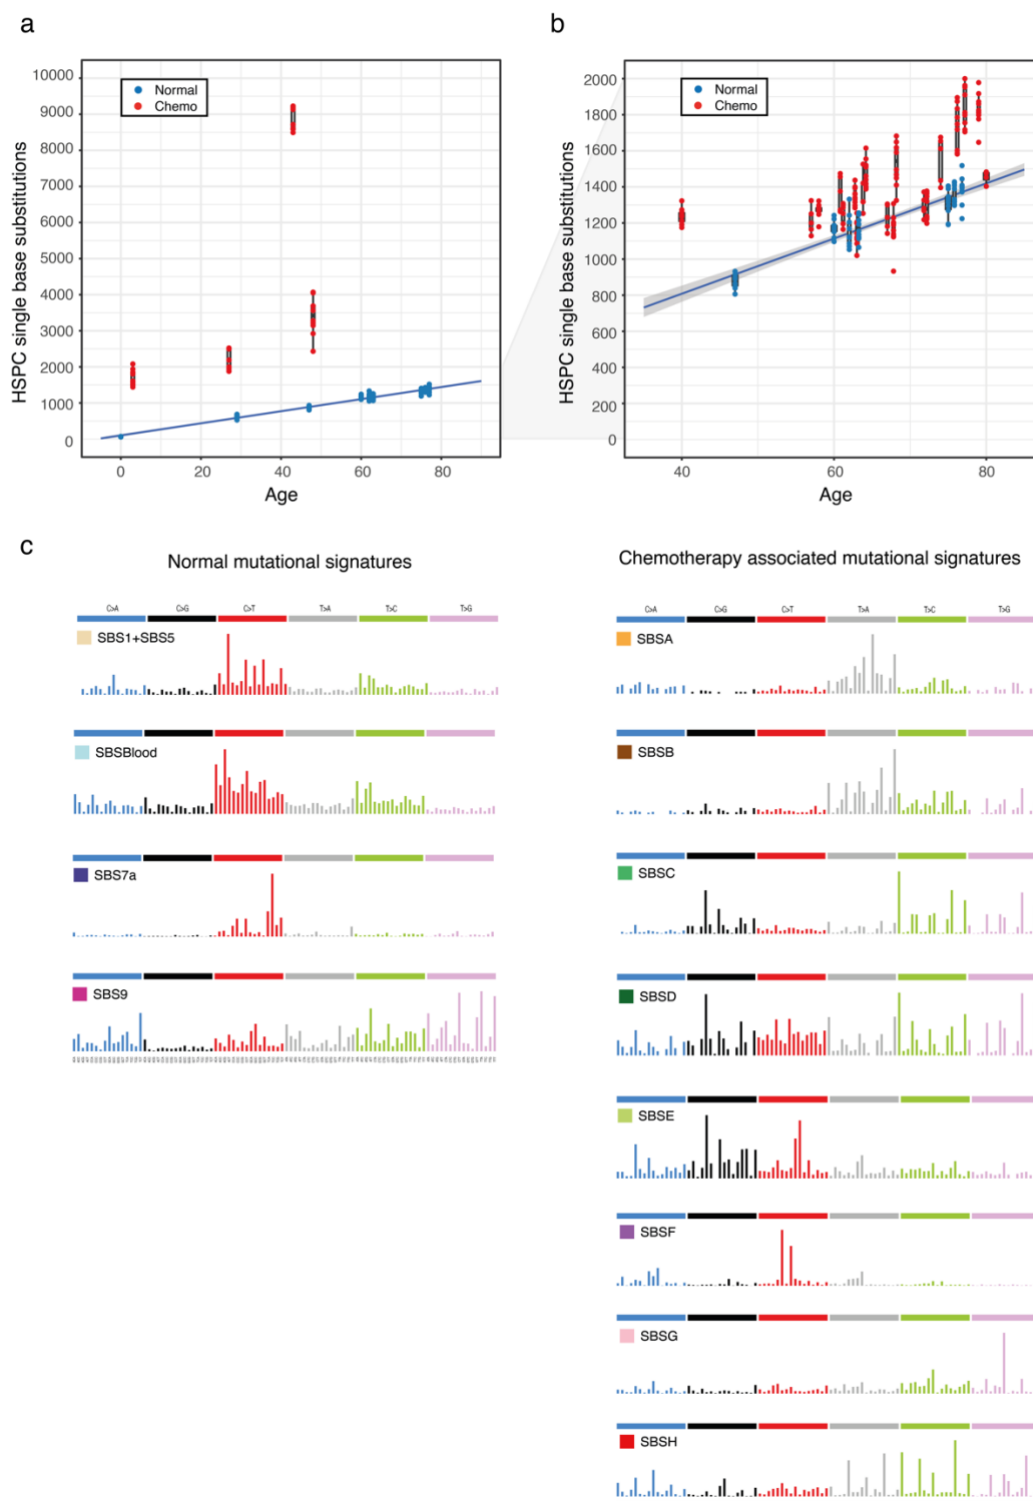 a
b
HSPC single base substitutions
10000
9000
8000
7000
6000
5000
4000
3000
2000
1000
0
Normal
Chemo
0 20 40 60 80
Age
HSPC single base substitutions
2000
1800
1600
1400
1200
1000
800
600
400
200
0
Normal
Chemo
40 60 80
Age
c
Normal mutational signatures
C>A C>G C>T T>A T>C T>G
SBS1+SBS5
SBSBlood
SBS7a
SBS9
Chemotherapy associated mutational signatures
C>A C>G C>T T>A T>C T>G
SBSA
SBSB
SBSC
SBSD
SBSE
SBSF
SBSG
SBSH